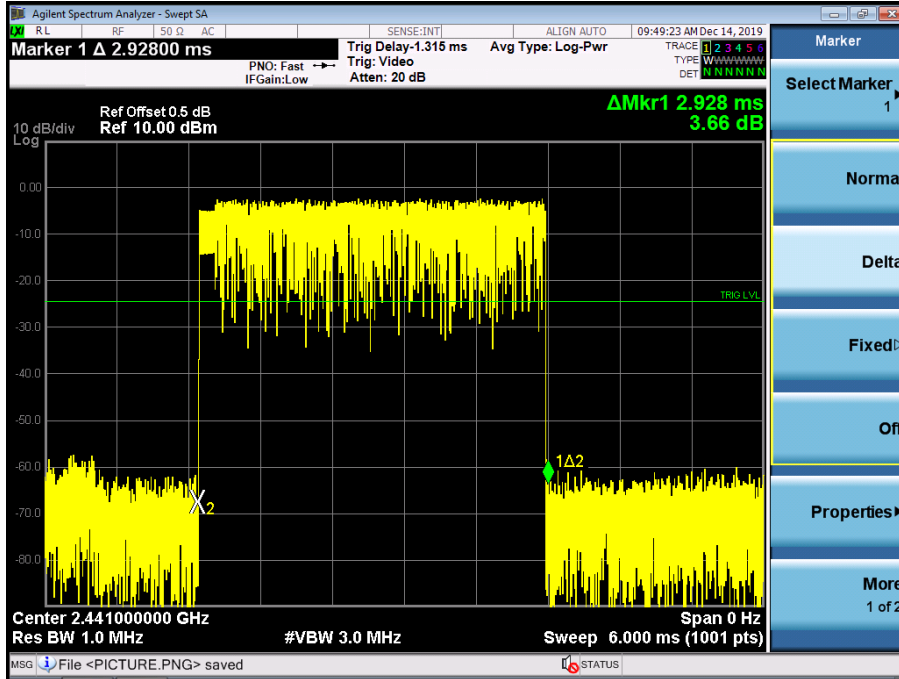 Agilent Spectrum Analyzer - Swept SA
LXI RL RF 50 Ω AC SENSE:INT ALIGN AUTO 09:49:23 AM Dec 14, 2019
Marker 1 Δ 2.92800 ms
PNO: Fast
IFGain:Low
Trig Delay-1.315 ms
Trig: Video
Atten: 20 dB
Avg Type: Log-Pwr
TRACE 1 2 3 4 5 6
TYPE WWWWWW
DET N N N N N N
ΔMkr1 2.928 ms
3.66 dB
Ref Offset 0.5 dB
10 dB/div Ref 10.00 dBm
Log
0.00
-10.0
-20.0
TRIG LVL
-30.0
-40.0
-50.0
-60.0
1Δ2
-70.0
X2
-80.0
Center 2.441000000 GHz Span 0 Hz
Res BW 1.0 MHz #VBW 3.0 MHz Sweep 6.000 ms (1001 pts)
MSG File <PICTURE.PNG> saved STATUS
Marker
Select Marker
1
Norma
Delta
Fixed
Of
Properties
More
1 of 2